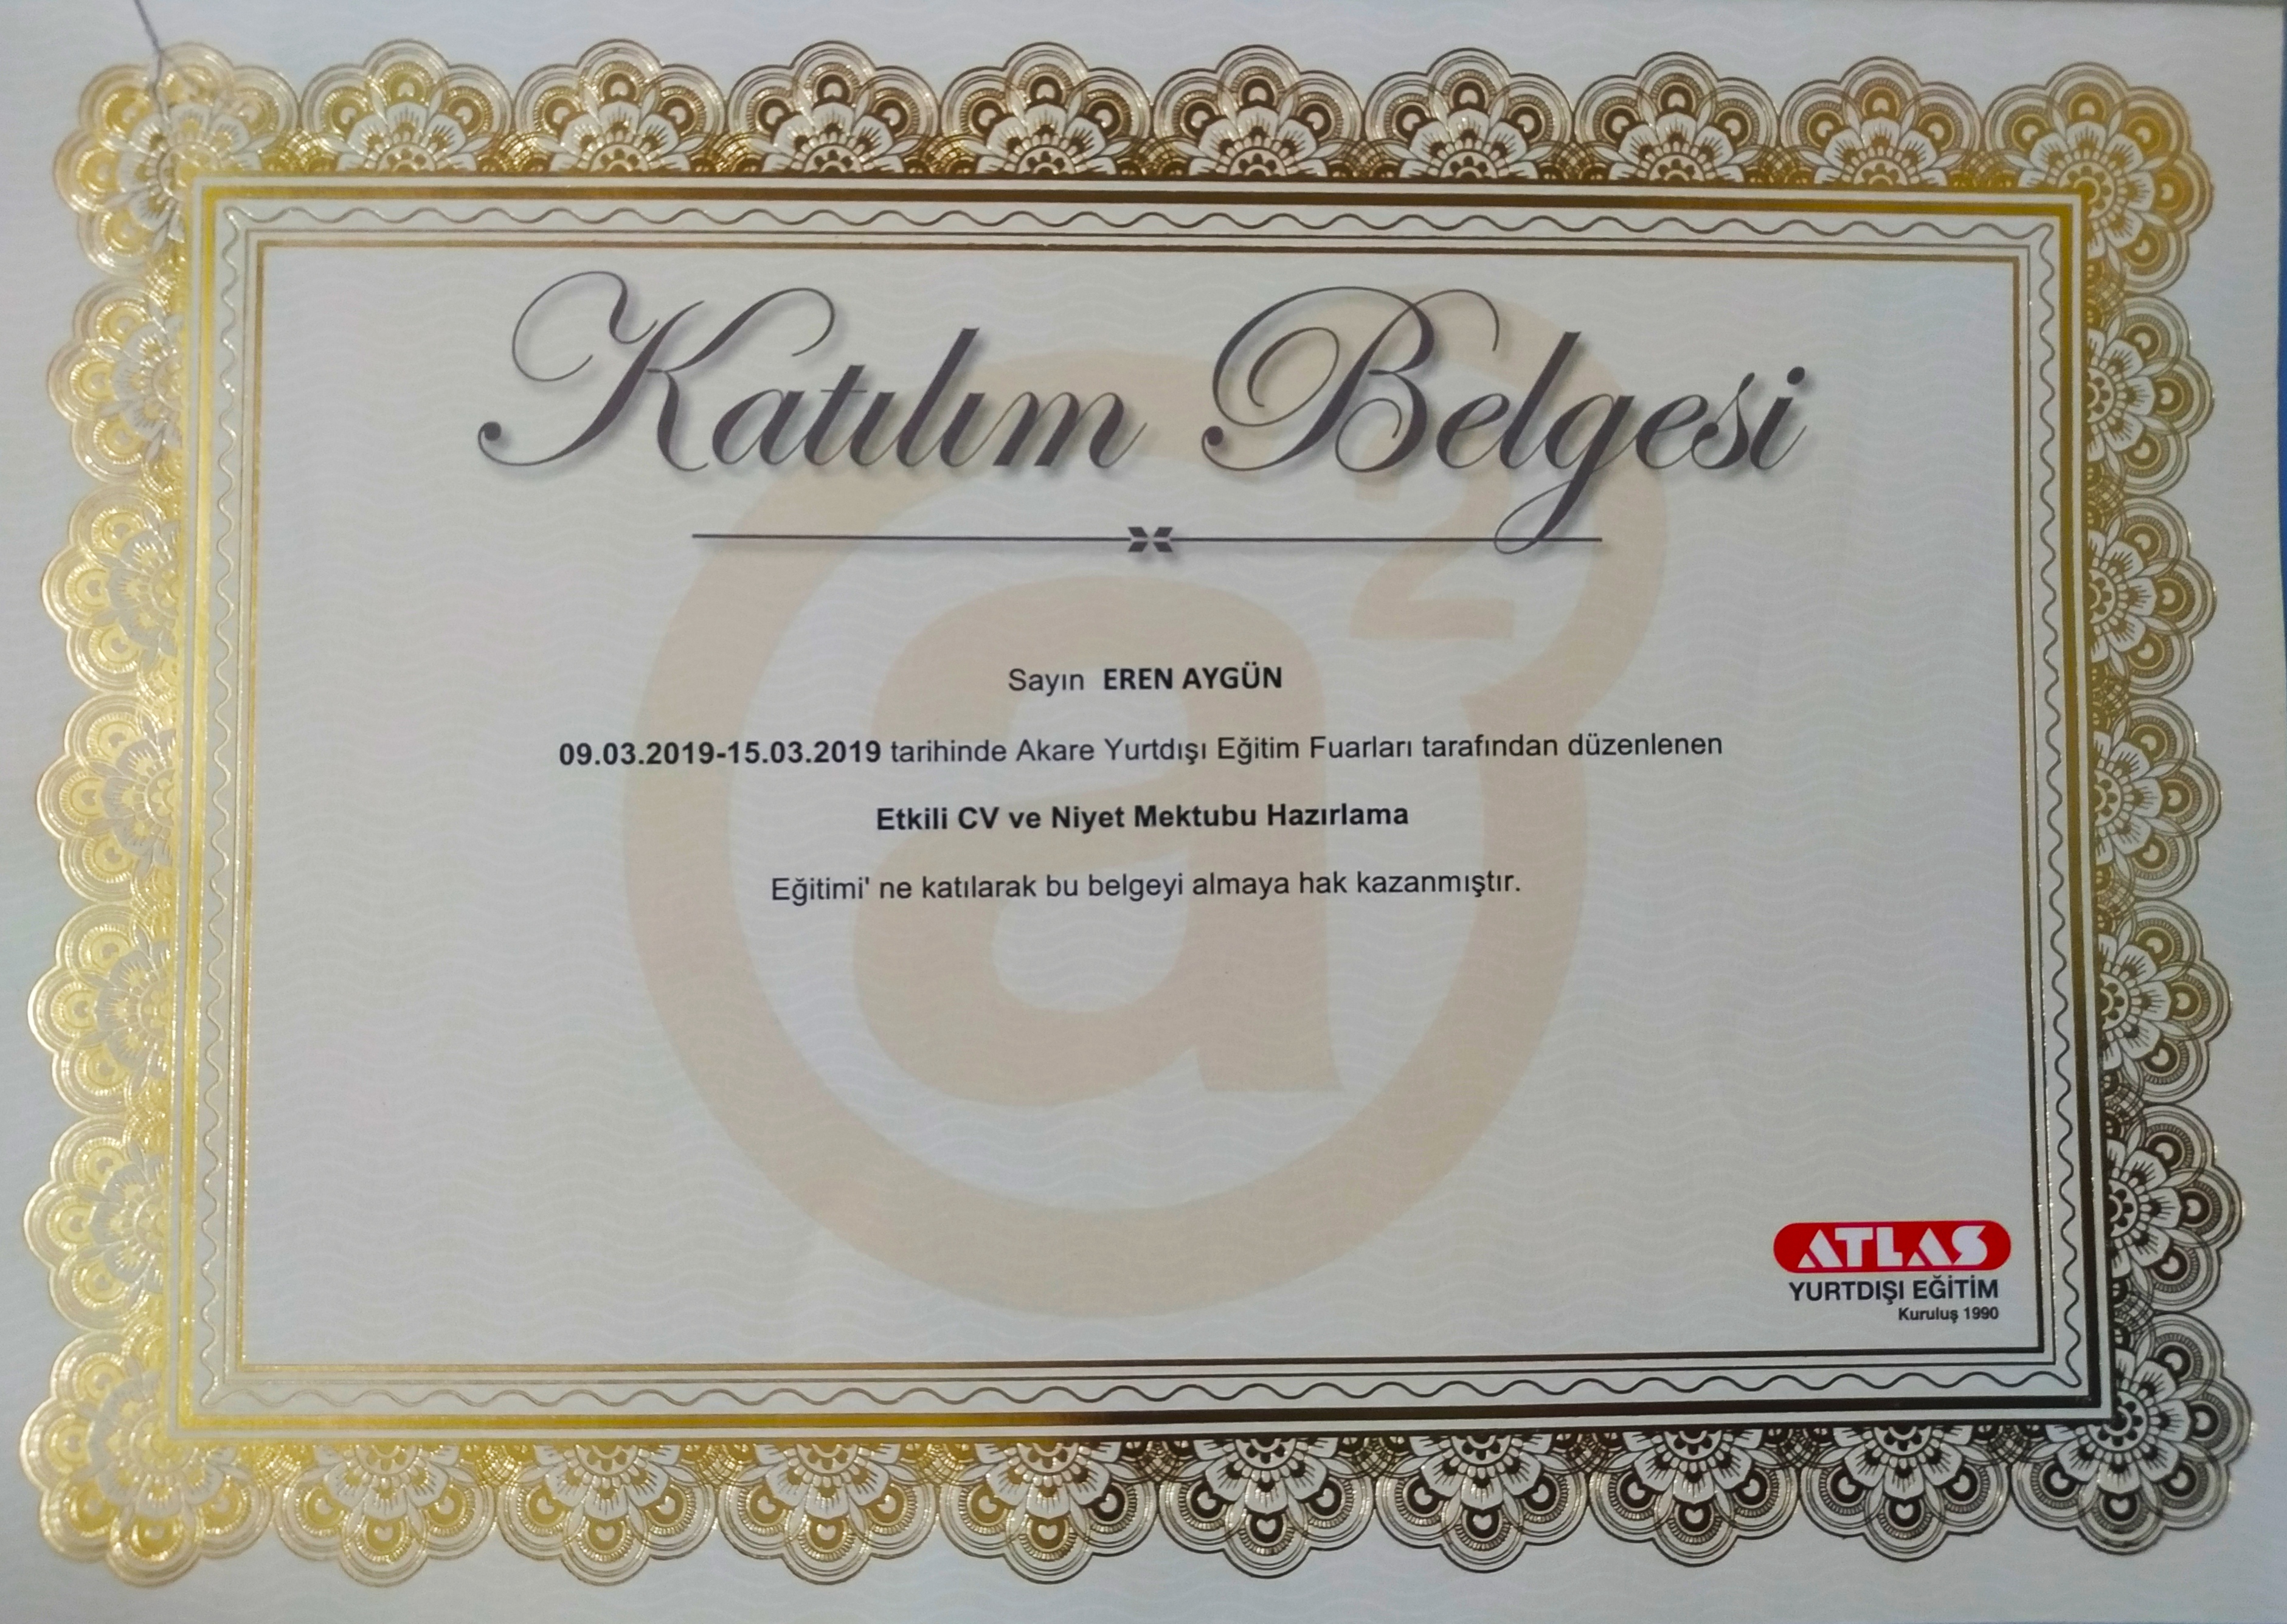 Katılım Belgesi
Sayın EREN AYGÜN
09.03.2019-15.03.2019 tarihinde Akare Yurtdışı Eğitim Fuarları tarafından düzenlenen
Etkili CV ve Niyet Mektubu Hazırlama
Eğitimi' ne katılarak bu belgeyi almaya hak kazanmıştır.
a2
ATLAS
YURTDIŞI EĞİTİM
Kuruluş 1990